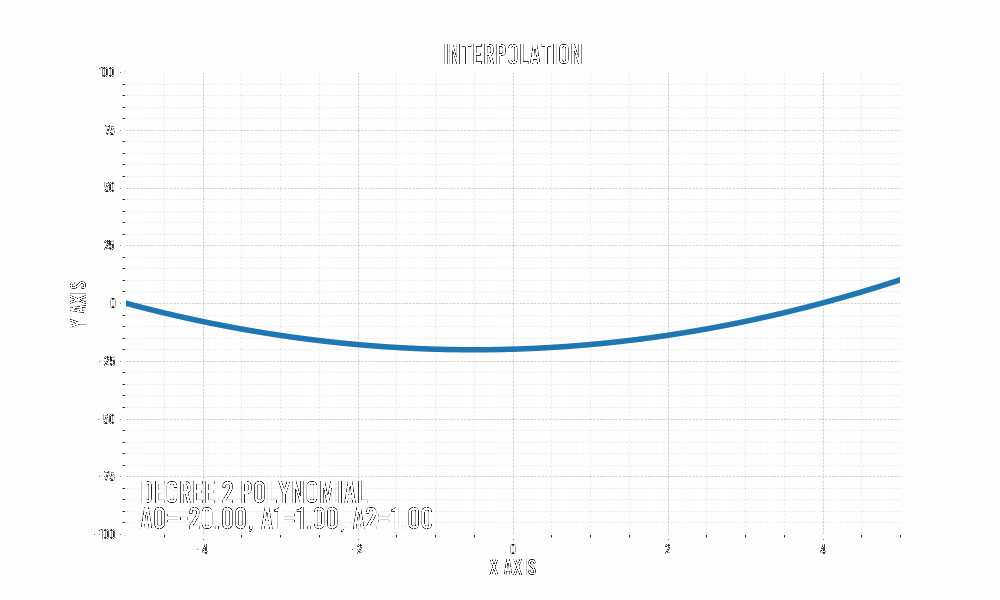 INTERPOLATION
100
75
50
25
0
-25
-50
-75
-100
Y AXIS
DEGREE 2 POLYNOMIAL
A0=-20.00, A1=1.00, A2=1.00
-4
-2
0
2
4
X AXIS